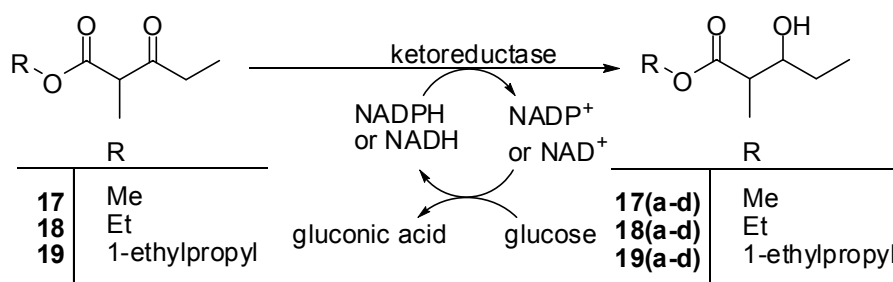 O
O
R
O
ketoreductase
NADPH
or NADH
NADP+
or NAD+
gluconic acid
glucose
O
OH
R
O
R
17 Me
18 Et
19 1-ethylpropyl
R
17(a-d) Me
18(a-d) Et
19(a-d) 1-ethylpropyl